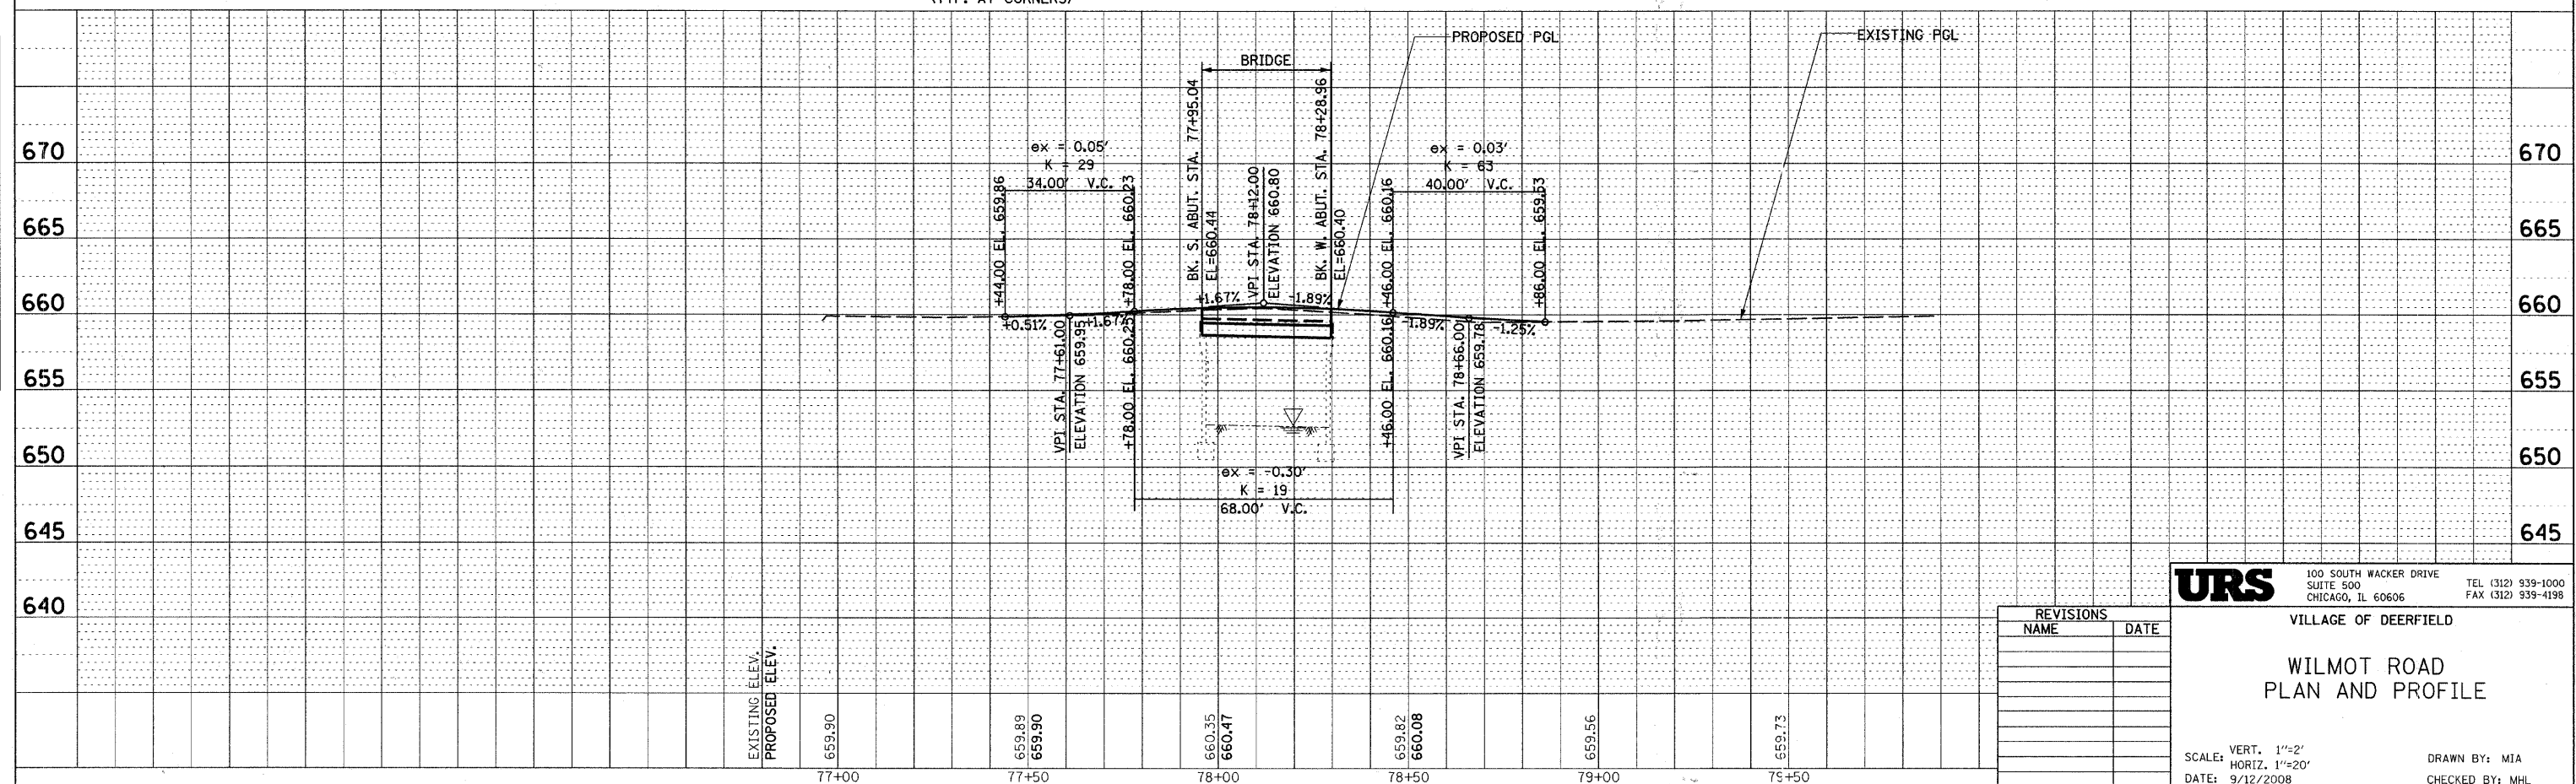 PROPOSED PGL
EXISTING PGL
BRIDGE
670
665
660
655
650
645
640
670
665
660
655
650
645
ex = 0.05'
K = 29
34.00' V.C.
+44.00 EL. 659.86
+78.00 EL. 660.23
BK. S. ABUT. STA. 77+95.04
EL=660.44
VPI STA. 78+12.00
ELEVATION 660.80
BK. W. ABUT. STA. 78+28.96
EL=660.40
ex = 0.03'
K = 63
40.00' V.C.
+46.00 EL. 660.16
+86.00 EL. 659.53
+0.51%
+1.67%
+1.67%
-1.89%
-1.89%
-1.25%
VPI STA. 77+61.00
ELEVATION 659.95
+78.00 EL. 660.25
+46.00 EL. 660.16
VPI STA. 78+66.00
ELEVATION 659.78
ex = -0.30'
K = 19
68.00' V.C.
EXISTING ELEV.
PROPOSED ELEV.
659.90
659.89
659.90
660.35
660.47
659.82
660.08
659.56
659.73
77+00
77+50
78+00
78+50
79+00
79+50
URS
100 SOUTH WACKER DRIVE
SUITE 500
CHICAGO, IL 60606
TEL (312) 939-1000
FAX (312) 939-4198
REVISIONS
NAME DATE
VILLAGE OF DEERFIELD
WILMOT ROAD
PLAN AND PROFILE
SCALE: VERT. 1"=2'
HORIZ. 1"=20'
DATE: 9/12/2008
DRAWN BY: MIA
CHECKED BY: MHL